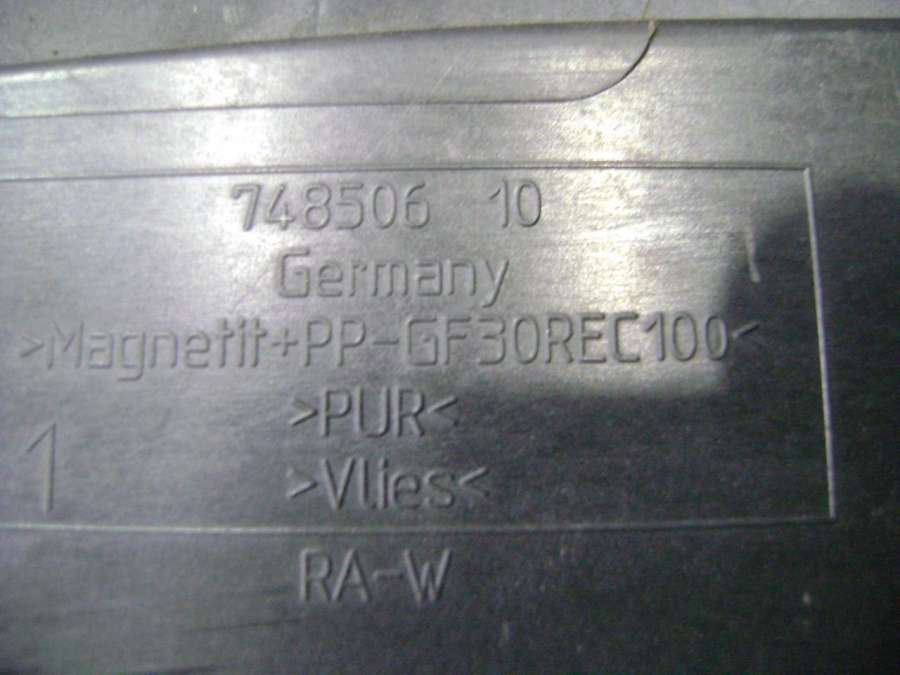 748506 10
Germany
>Magnetit+PP-GF30REC100<
>PUR<
1
>Vlies<
RA-W